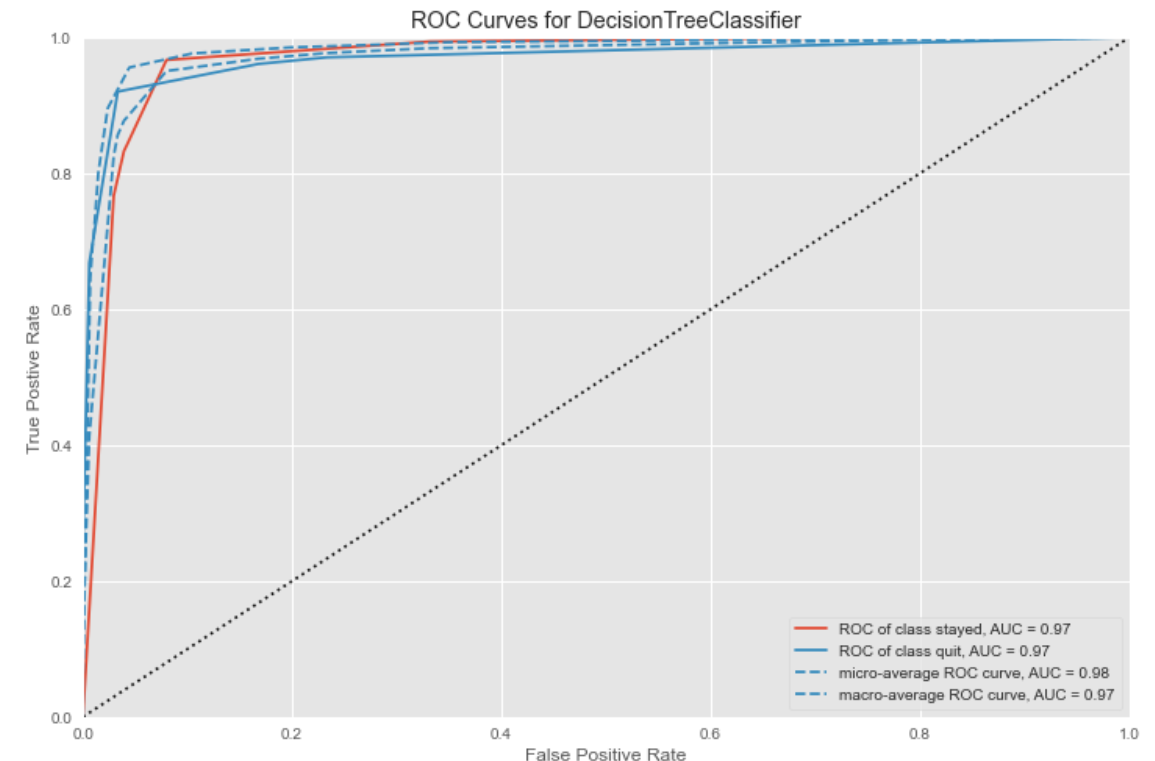 ROC Curves for DecisionTreeClassifier
1.0
0.8
0.6
0.4
0.2
0.0
True Postive Rate
0.0 0.2 0.4 0.6 0.8 1.0
False Positive Rate
ROC of class stayed, AUC = 0.97
ROC of class quit, AUC = 0.97
micro-average ROC curve, AUC = 0.98
macro-average ROC curve, AUC = 0.97